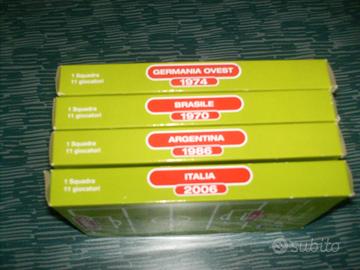 1 Squadra
11 giocatori
GERMANIA OVEST
1974
1 Squadra
11 giocatori
BRASILE
1970
1 Squadra
11 giocatori
ARGENTINA
1986
1 Squadra
11 giocatori
ITALIA
2006
subito